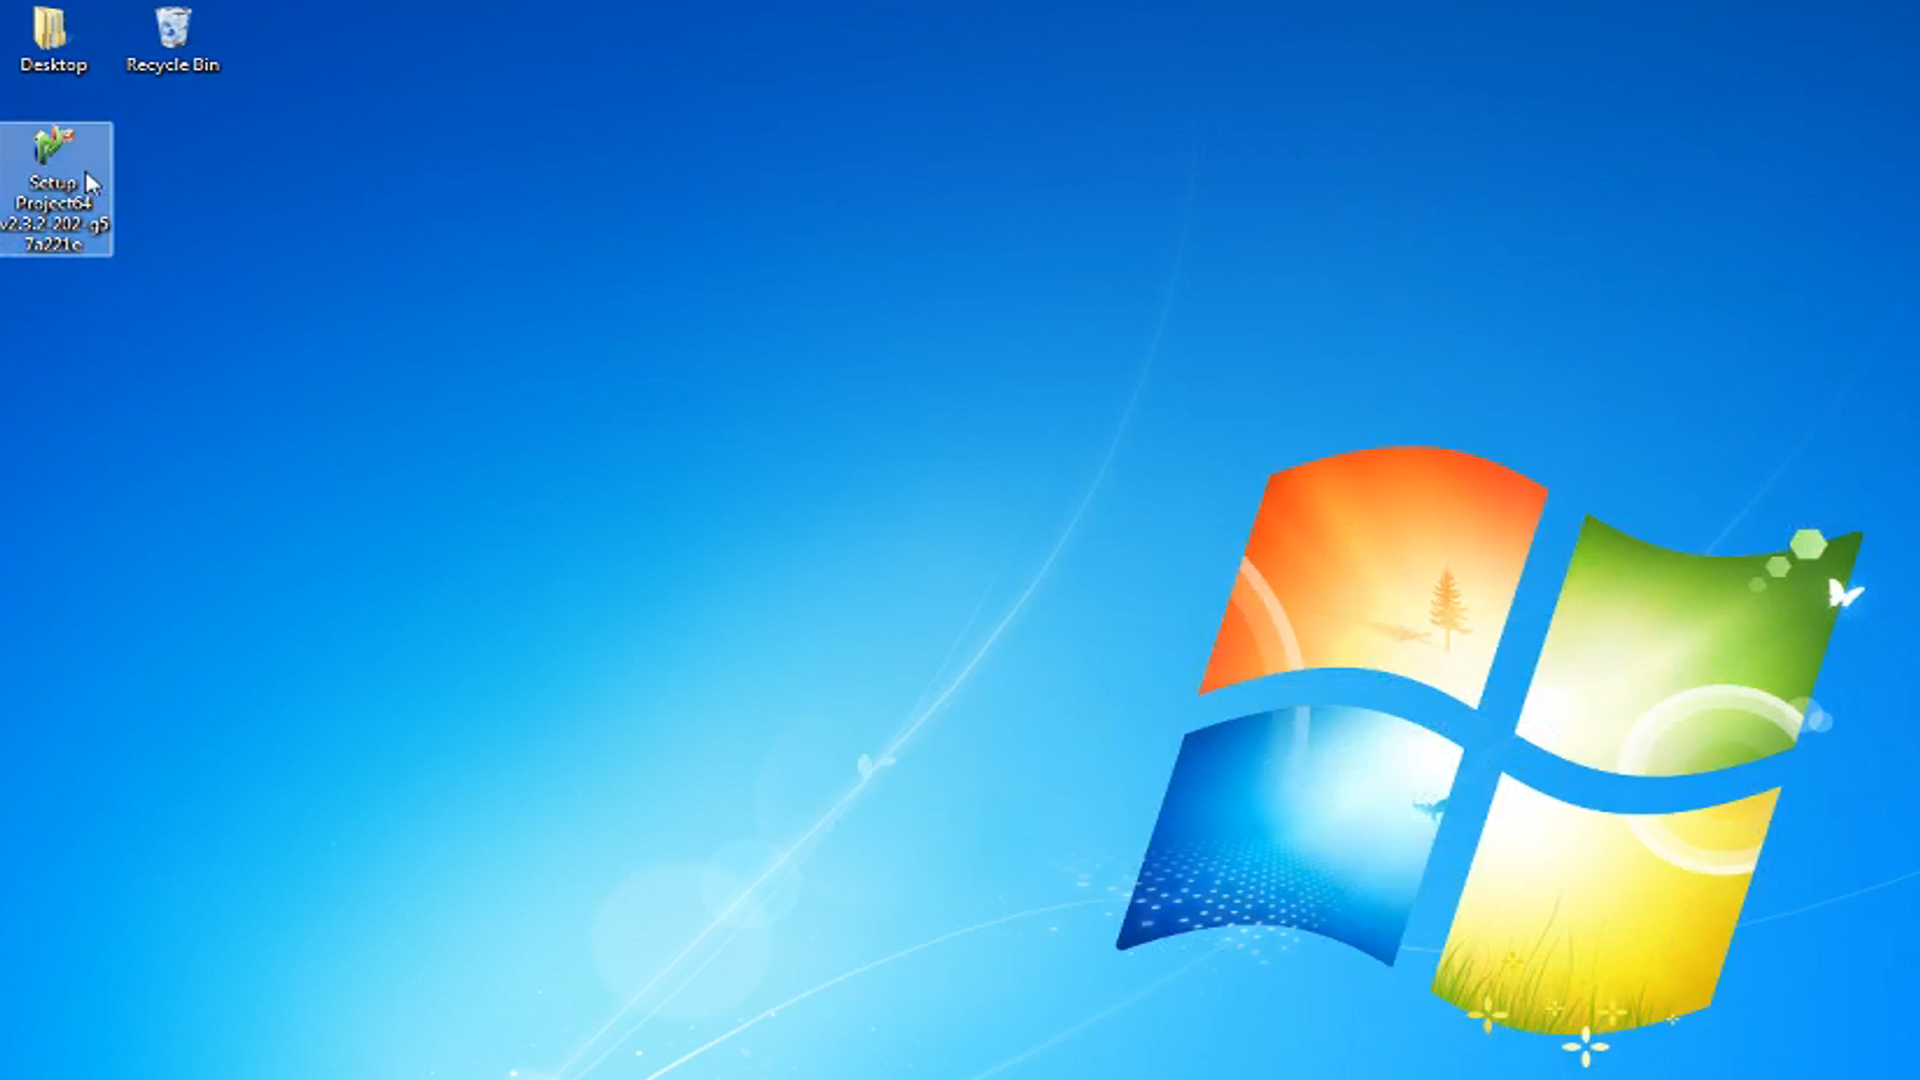 Desktop
Recycle Bin
Setup
Project64
v2.3.2-202-g5
7a221e